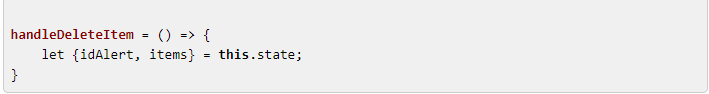 handleDeleteItem = () => {
    let {idAlert, items} = this.state;
}